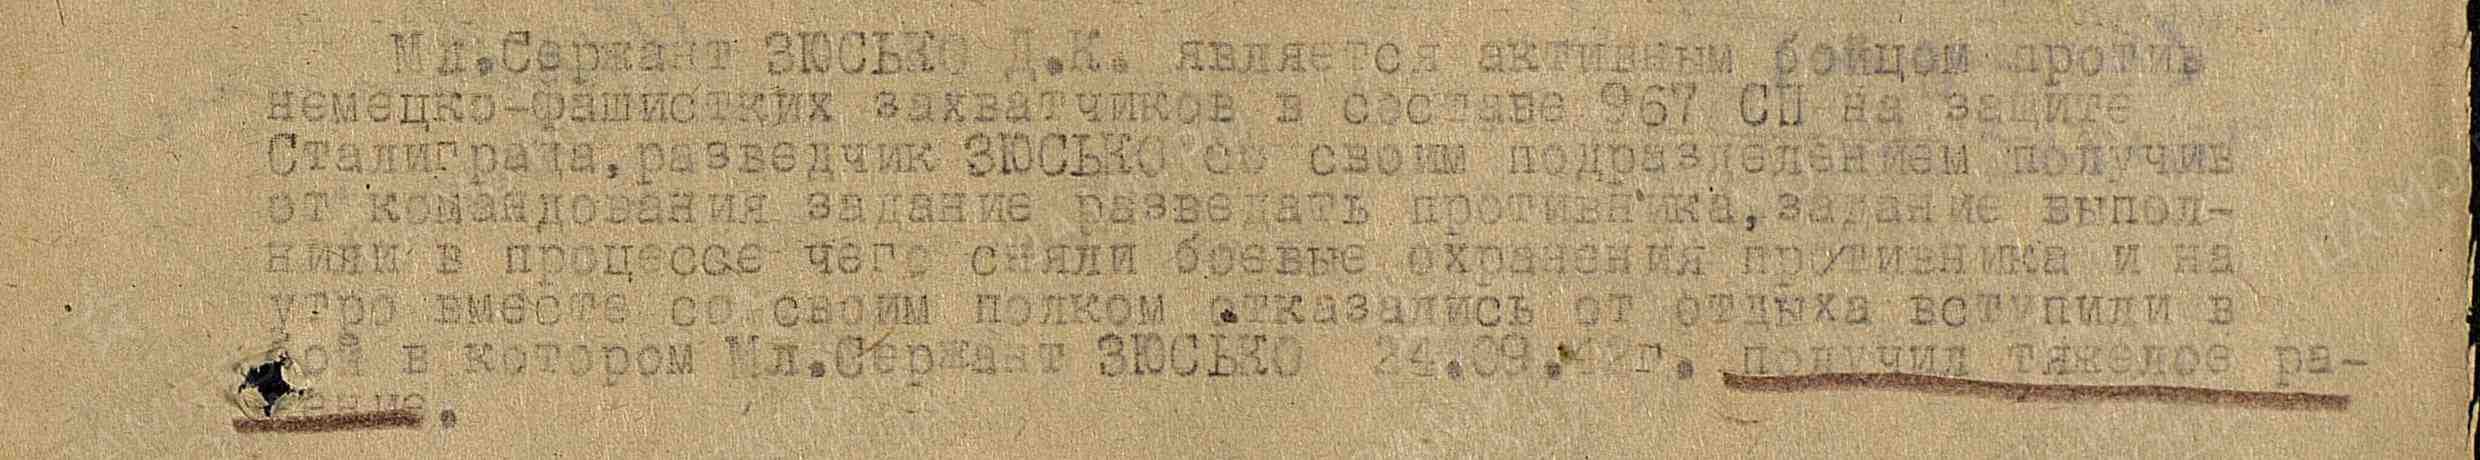 Мл.Сержант ЗЮСЬКО Д.К. является активным бойцом против
немецко-фашистких захватчиков в составе 967 СП на защите
Сталиграда,разведчик ЗЮСЬКО со своим подразделением получив
от командования задание разведать противника,задание выпол-
нили в процессе чего сняли боевые охранения противника и на
утро вместе со своим полком отказались от отдыха вступили в
бой в котором Мл.Сержант ЗЮСЬКО 24.09.42г. получил тяжелое ра-
нение.